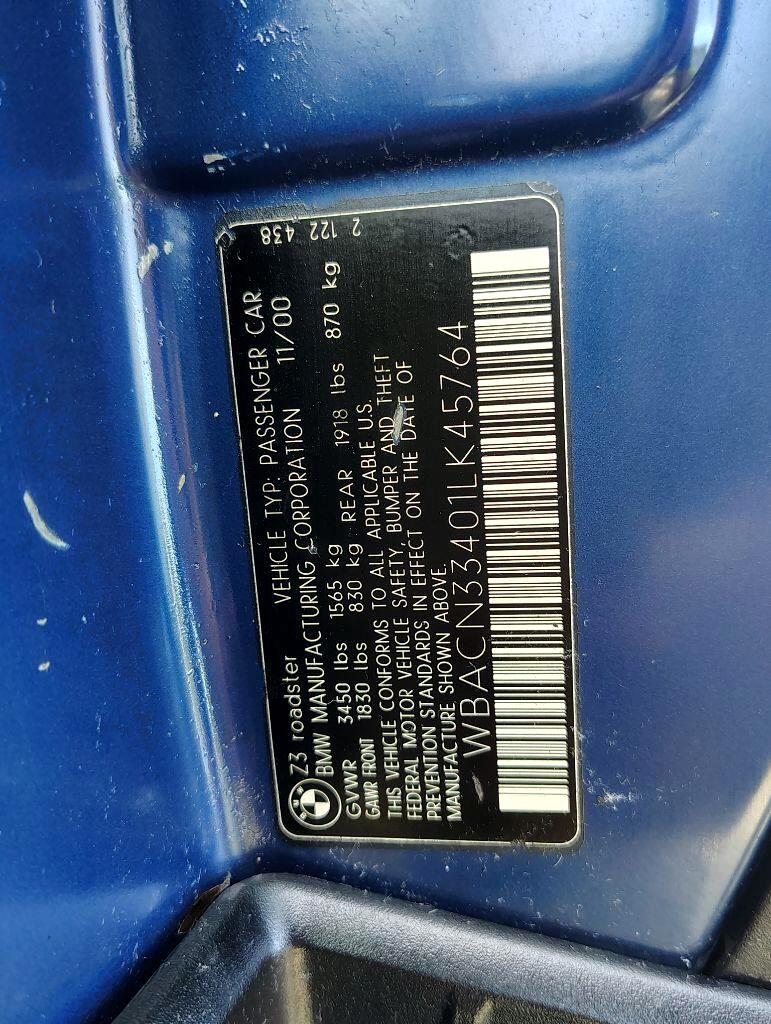 Z3 roadster VEHICLE TYP: PASSENGER CAR
BMW MANUFACTURING CORPORATION 11/00
GVWR 3450 lbs 1565 kg
GAWR FRONT 1830 lbs 830 kg REAR 1918 lbs 870 kg
THIS VEHICLE CONFORMS TO ALL APPLICABLE U.S.
FEDERAL MOTOR VEHICLE SAFETY, BUMPER AND THEFT
PREVENTION STANDARDS IN EFFECT ON THE DATE OF
MANUFACTURE SHOWN ABOVE.
WBACN33401LK45764
2 122 438